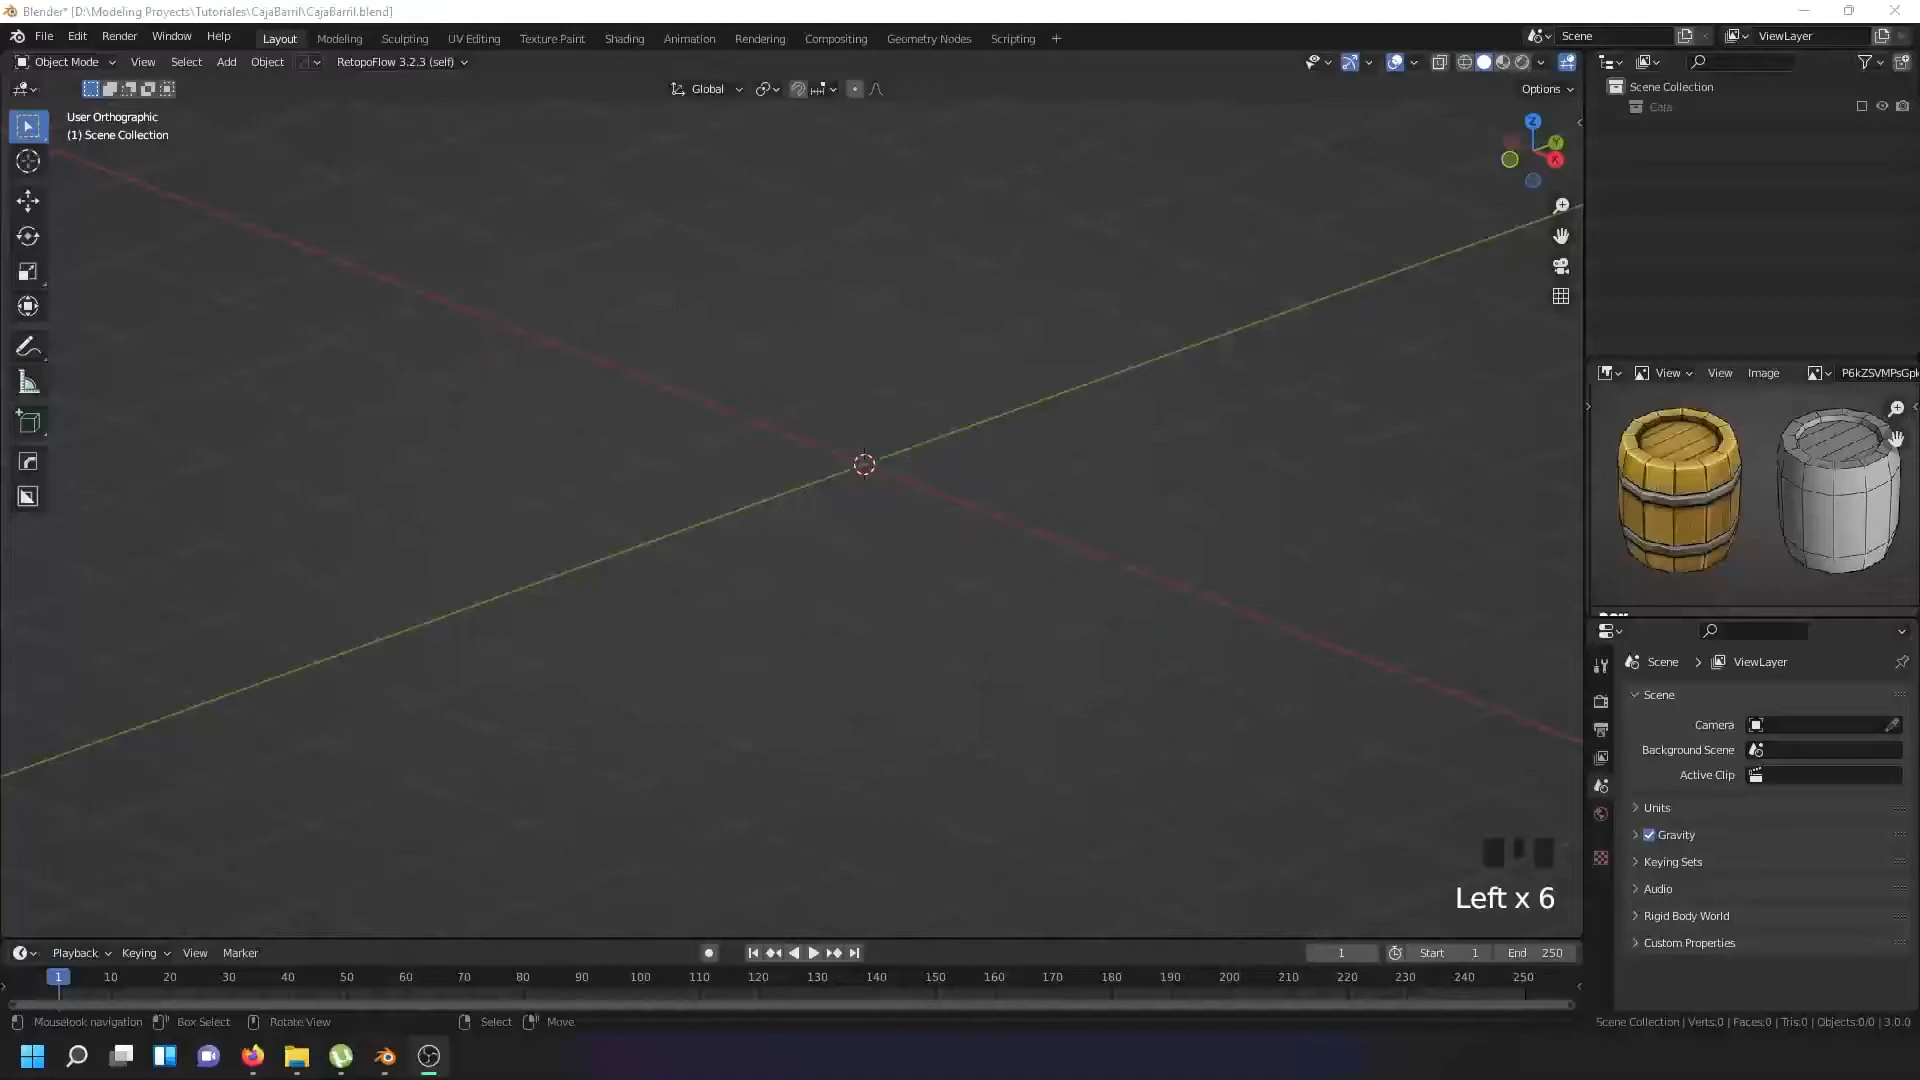 Blender* [D:\Modeling Proyects\Tutoriales\CajaBarril\CajaBarril.blend]
File Edit Render Window Help Layout Modeling Sculpting UV Editing Texture Paint Shading Animation Rendering Compositing Geometry Nodes Scripting + Scene ViewLayer
Object Mode View Select Add Object RetopoFlow 3.2.3 (self)
Global Options
User Orthographic
(1) Scene Collection
Z
Y
X
Scene Collection
Caja
View View Image P6kZSVMPsGpk
Scene > ViewLayer
Scene
Camera
Background Scene
Active Clip
Units
Gravity
Keying Sets
Audio
Rigid Body World
Custom Properties
Left x 6
Playback Keying View Marker 1 Start 1 End 250
1 10 20 30 40 50 60 70 80 90 100 110 120 130 140 150 160 170 180 190 200 210 220 230 240 250
Mouselook navigation Box Select Rotate View Select Move Scene Collection | Verts:0 | Faces:0 | Tris:0 | Objects:0/0 | 3.0.0